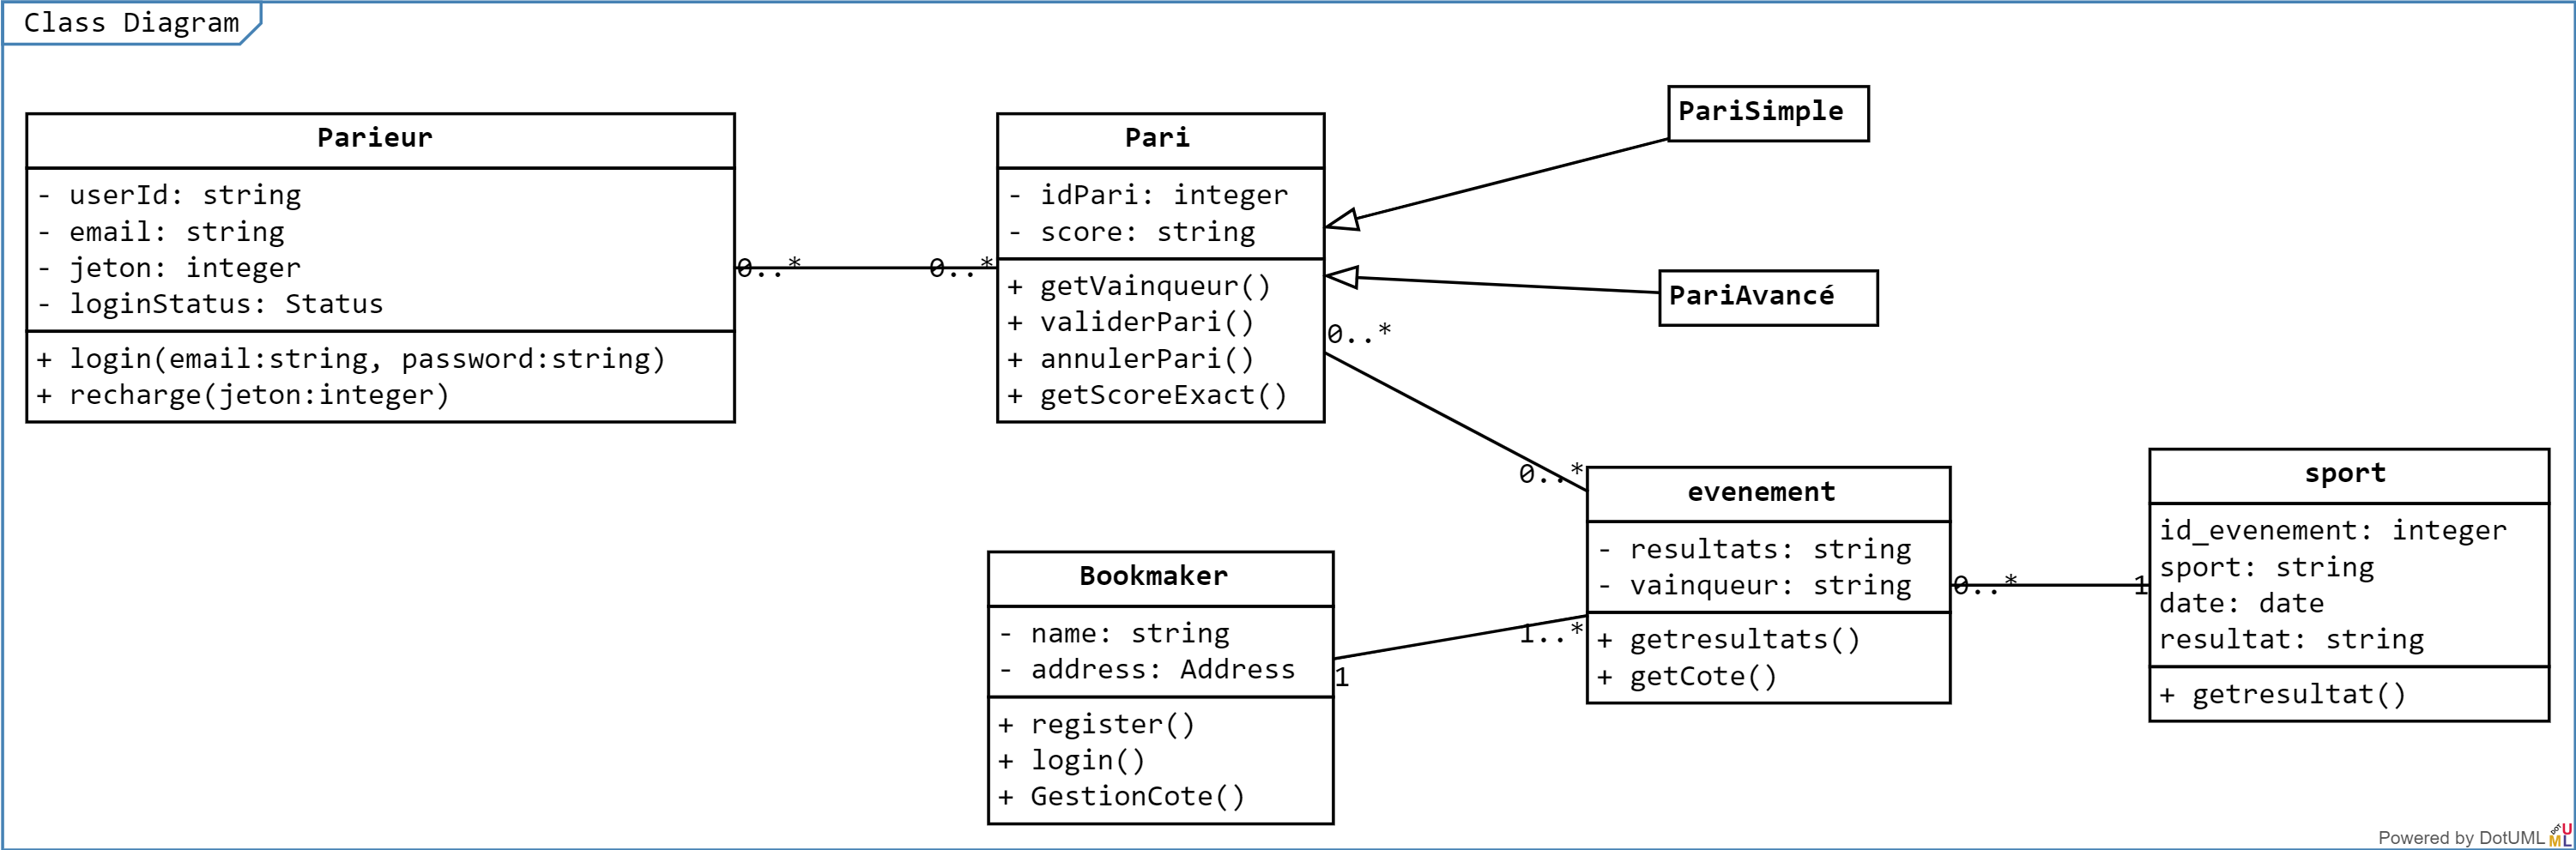 Class Diagram
Parieur
- userId: string
- email: string
- jeton: integer
- loginStatus: Status
+ login(email:string, password:string)
+ recharge(jeton:integer)
0..*
0..*
Pari
- idPari: integer
- score: string
+ getVainqueur()
+ validerPari()
+ annulerPari()
+ getScoreExact()
PariSimple
PariAvancé
0..*
0..*
Bookmaker
- name: string
- address: Address
+ register()
+ login()
+ GestionCote()
1
1..*
evenement
- resultats: string
- vainqueur: string
+ getresultats()
+ getCote()
0..*
1
sport
id_evenement: integer
sport: string
date: date
resultat: string
+ getresultat()
Powered by DotUML
DOT
U
ML